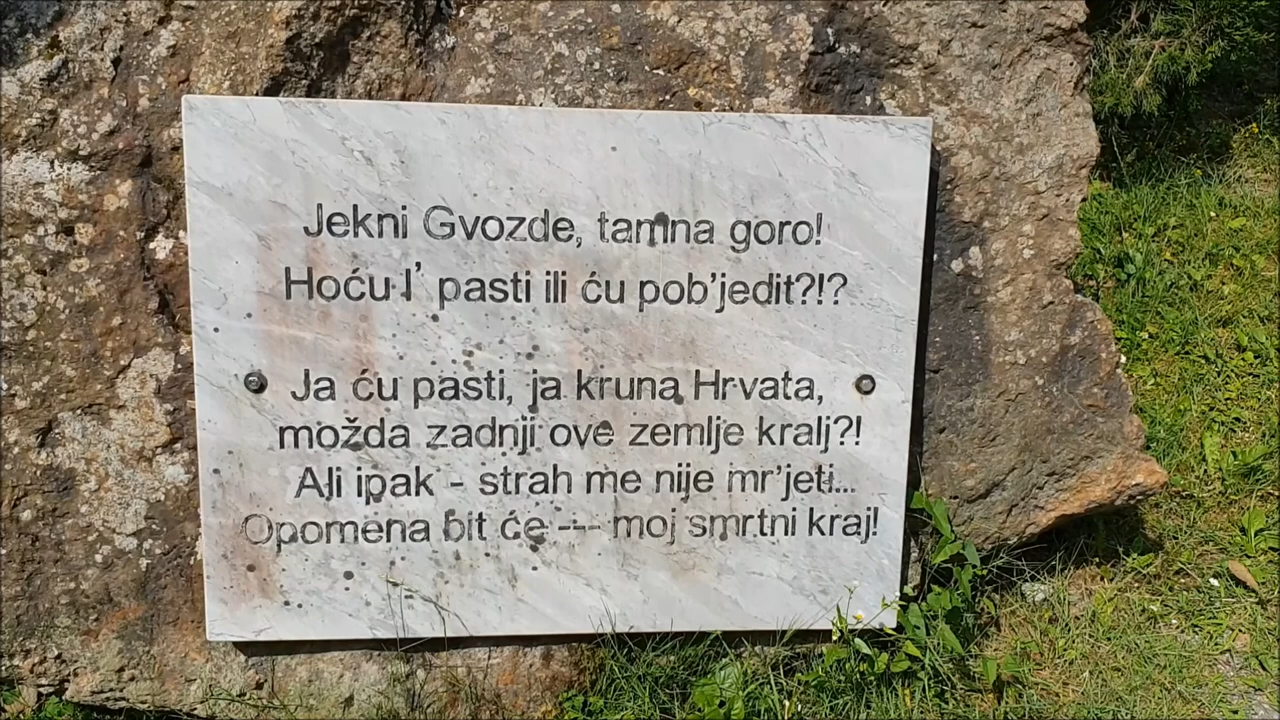 Jekni Gvozde, tamna goro!
Hoću l' pasti ili ću pob'jedit?!?
Ja ću pasti, ja kruna Hrvata,
možda zadnji ove zemlje kralj?!
Ali ipak - strah me nije mr'jeti...
Opomena bit će --- moj smrtni kraj!